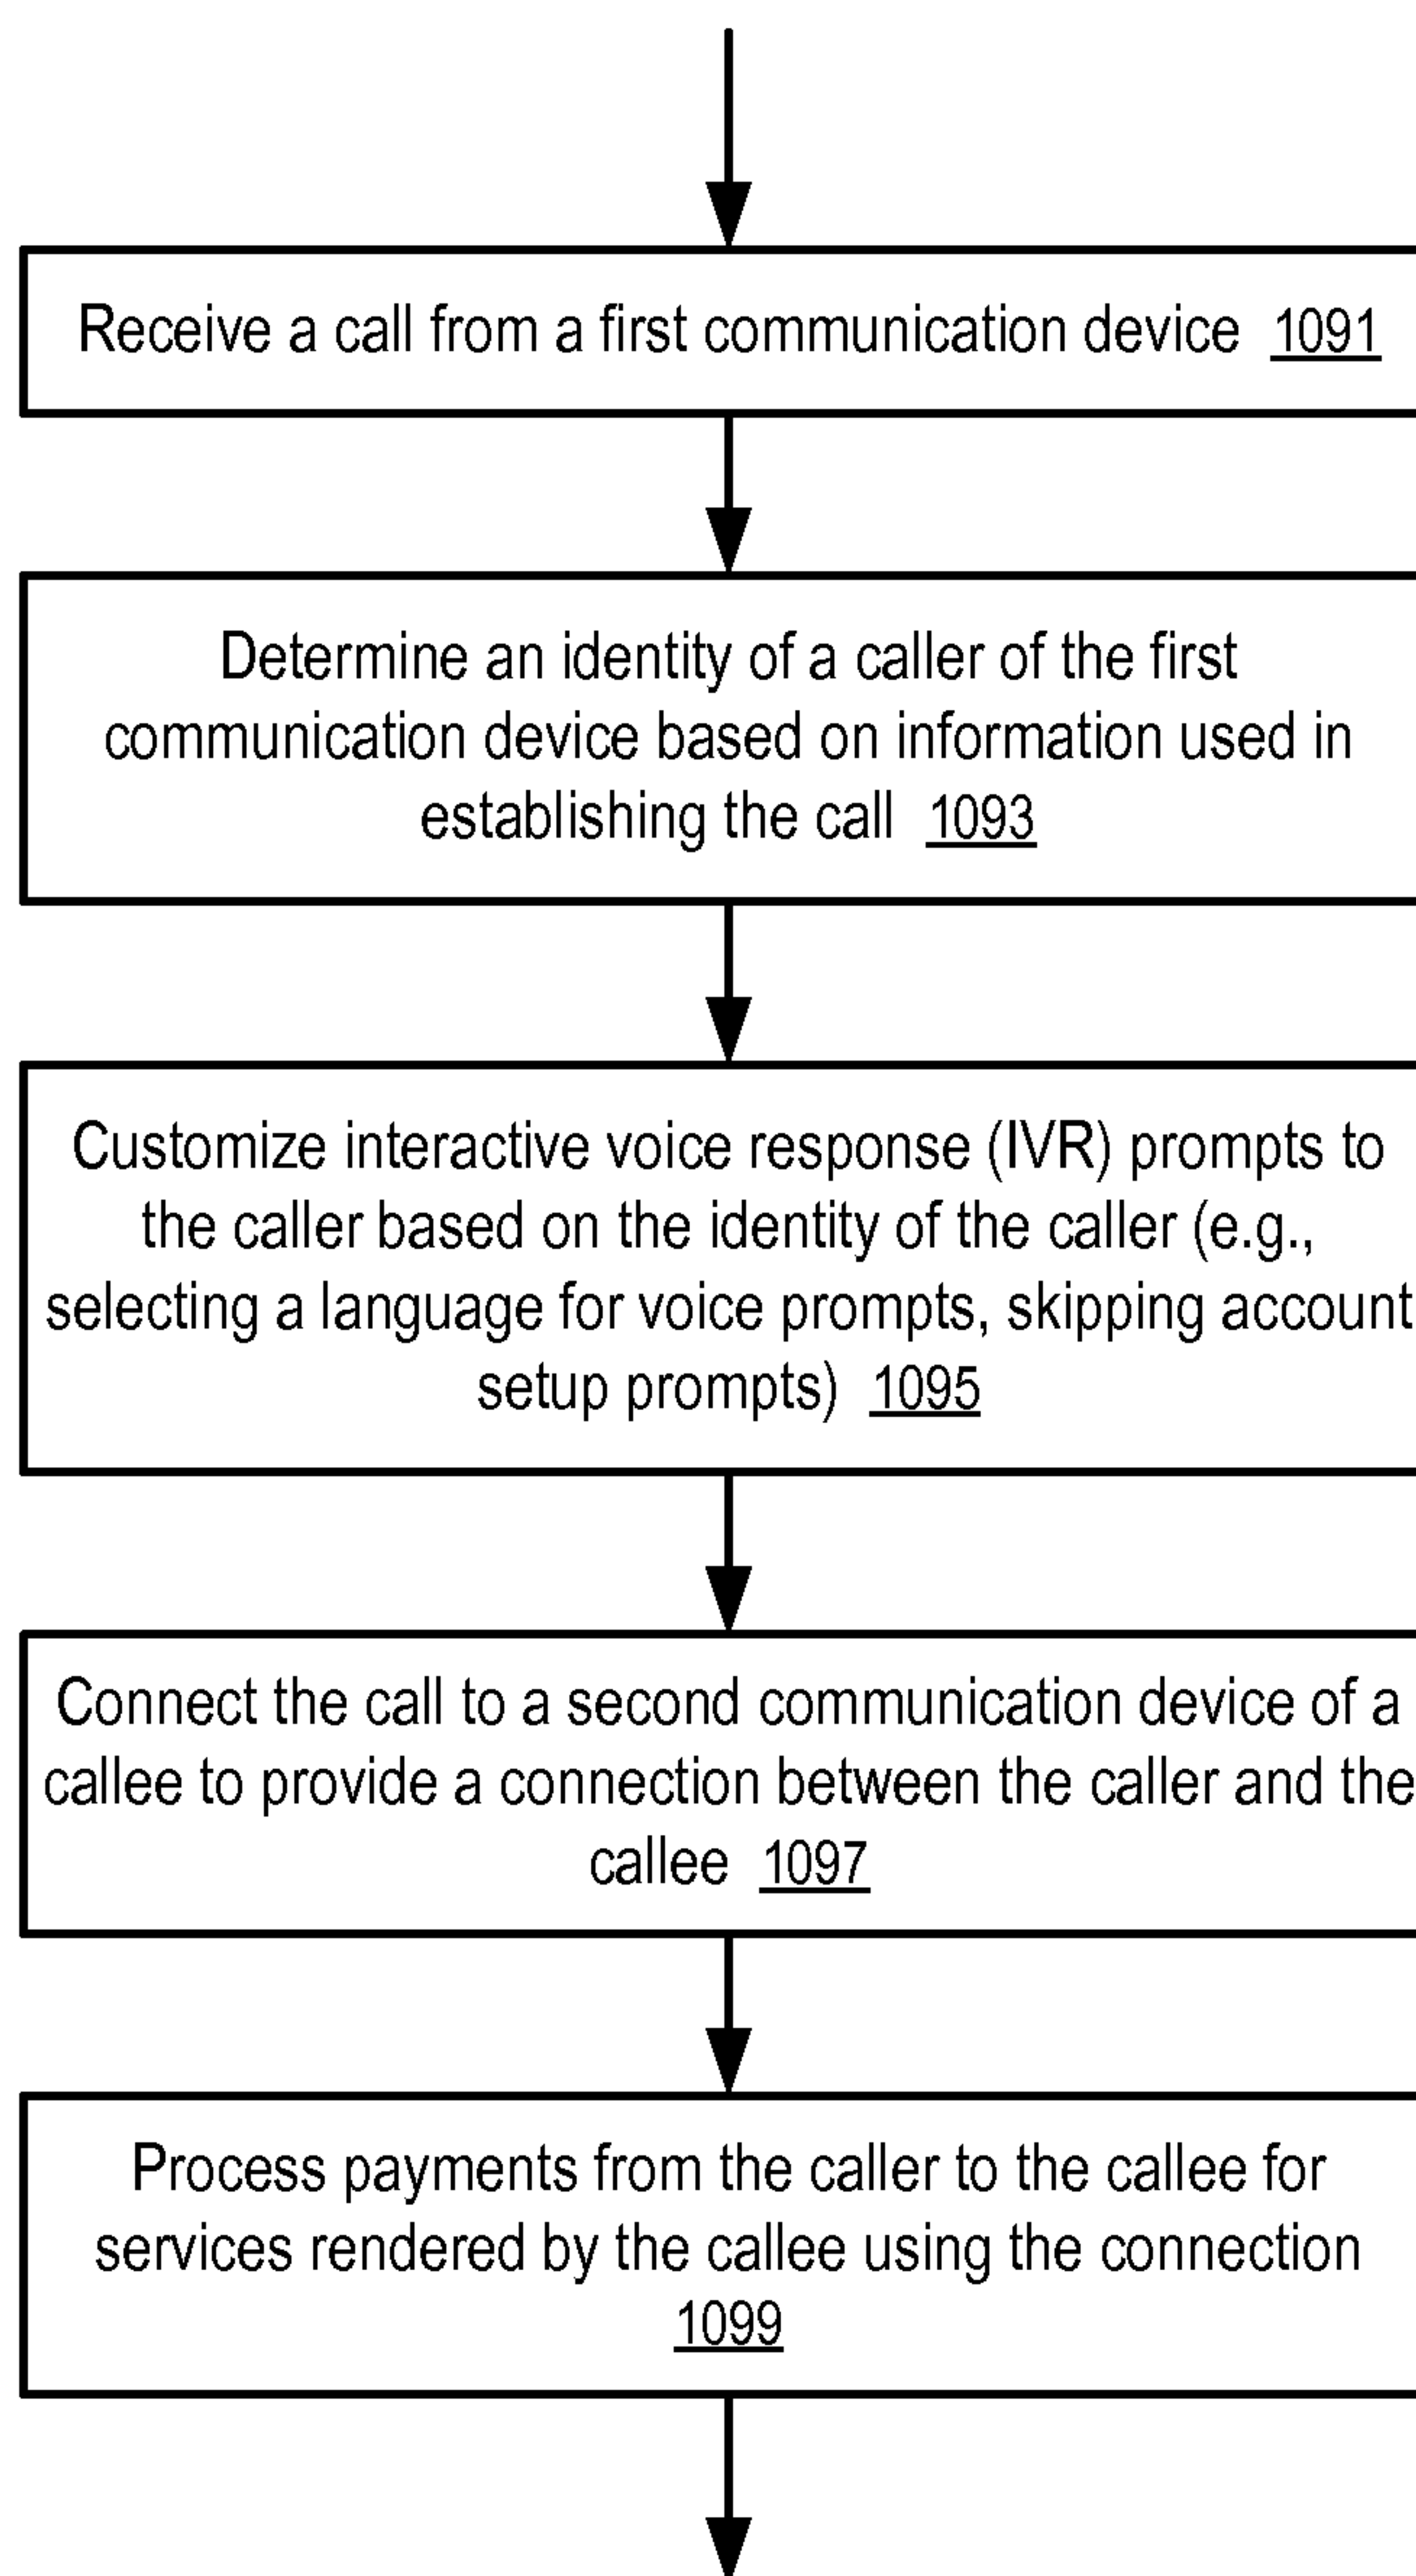 Receive a call from a first communication device 1091
Determine an identity of a caller of the first
communication device based on information used in
establishing the call 1093
Customize interactive voice response (IVR) prompts to
the caller based on the identity of the caller (e.g.,
selecting a language for voice prompts, skipping account
setup prompts) 1095
Connect the call to a second communication device of a
callee to provide a connection between the caller and the
callee 1097
Process payments from the caller to the callee for
services rendered by the callee using the connection
1099